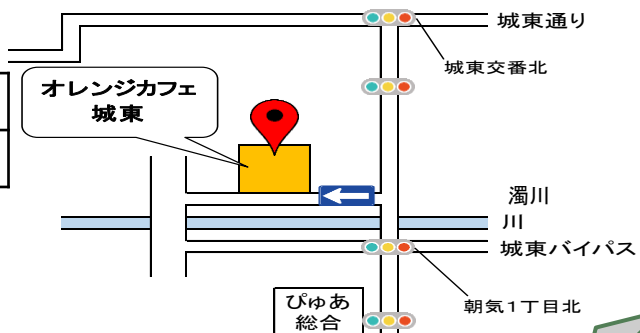 城東通り
城東交番北
オレンジカフェ
城東
濁川
川
城東バイパス
朝気1丁目北
ぴゅあ
総合